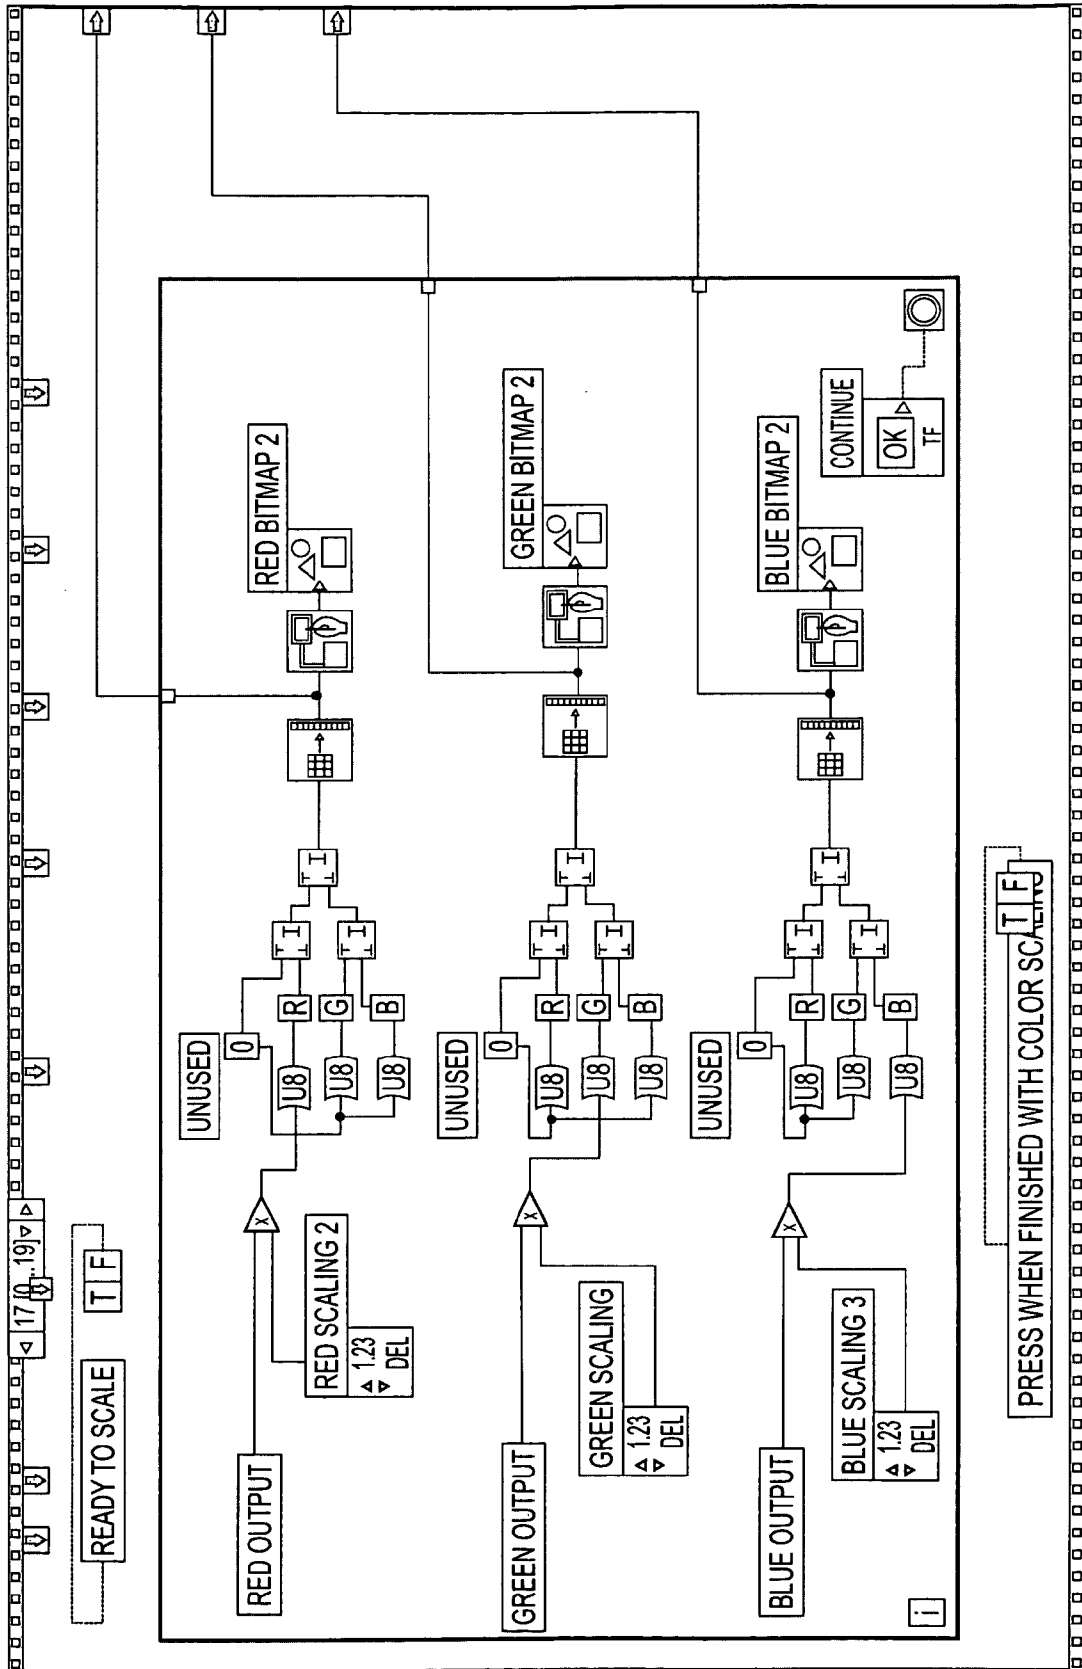 17 [0..19]
READY TO SCALE
T F
RED OUTPUT
RED SCALING 2
1.23
DEL
X
UNUSED
0
U8
U8
U8
R
G
B
RED BITMAP 2
GREEN OUTPUT
GREEN SCALING
1.23
DEL
X
UNUSED
0
U8
U8
U8
R
G
B
GREEN BITMAP 2
BLUE OUTPUT
BLUE SCALING 3
1.23
DEL
X
UNUSED
0
U8
U8
U8
R
G
B
BLUE BITMAP 2
CONTINUE
OK
TF
i
PRESS WHEN FINISHED WITH COLOR SCALING
T F